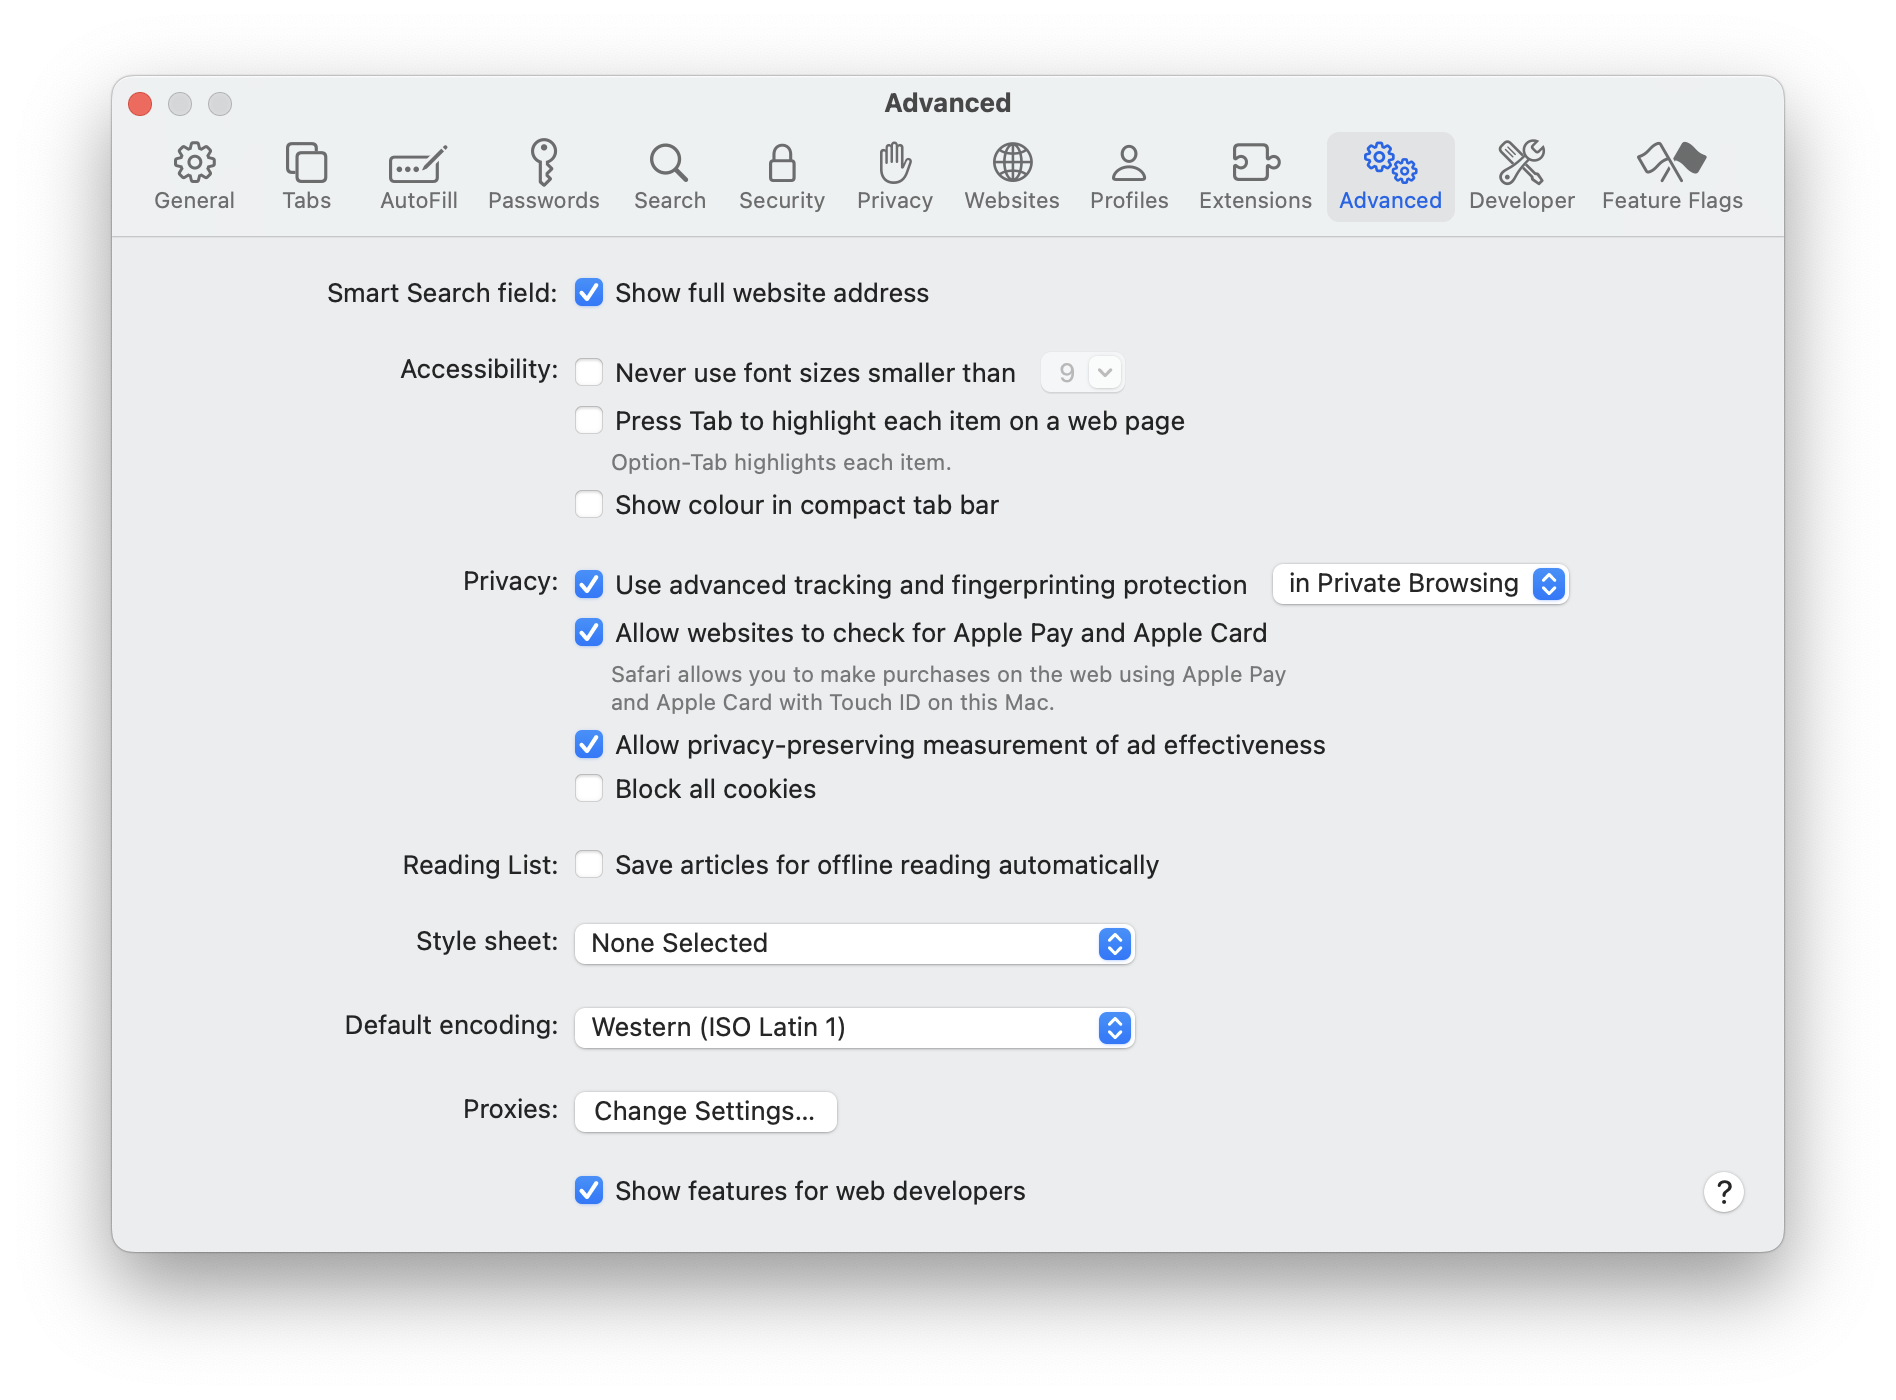 Advanced
General Tabs AutoFill Passwords Search Security Privacy Websites Profiles Extensions Advanced Developer Feature Flags
Smart Search field: Show full website address
Accessibility: Never use font sizes smaller than 9
Press Tab to highlight each item on a web page
Option-Tab highlights each item.
Show colour in compact tab bar
Privacy: Use advanced tracking and fingerprinting protection in Private Browsing
Allow websites to check for Apple Pay and Apple Card
Safari allows you to make purchases on the web using Apple Pay
and Apple Card with Touch ID on this Mac.
Allow privacy-preserving measurement of ad effectiveness
Block all cookies
Reading List: Save articles for offline reading automatically
Style sheet: None Selected
Default encoding: Western (ISO Latin 1)
Proxies: Change Settings...
Show features for web developers ?